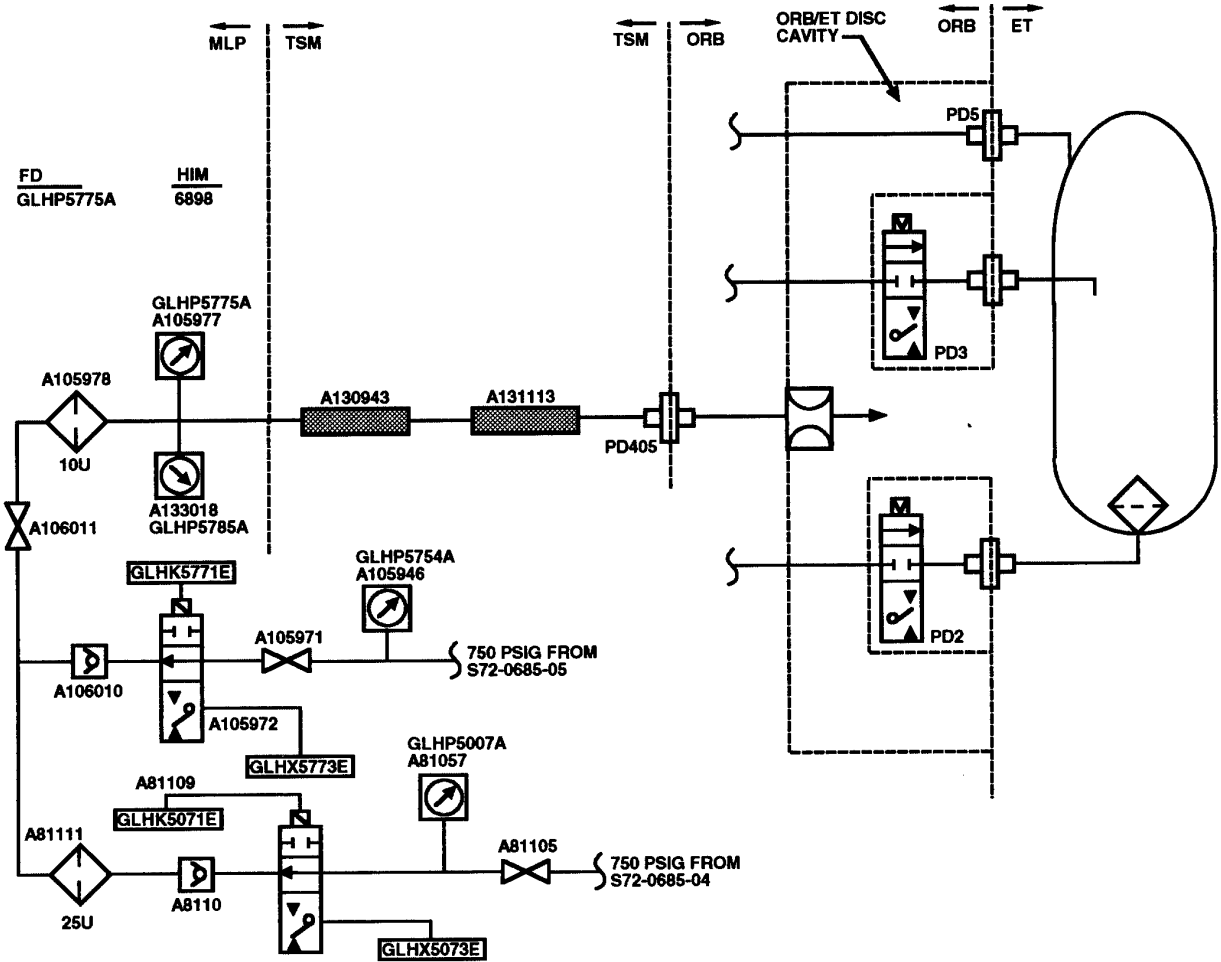 MLP TSM
TSM ORB
ORB/ET DISC
CAVITY
ORB ET
PD5
FD
GLHP5775A
HIM
6898
GLHP5775A
A105977
PD3
A105978
10U
A130943
A131113
PD405
A133018
GLHP5785A
A106011
GLHK5771E
GLHP5754A
A105946
A105971
750 PSIG FROM
S72-0685-05
A106010
A105972
GLHX5773E
PD2
A81109
GLHK5071E
GLHP5007A
A81057
A81111
25U
A8110
A81105
750 PSIG FROM
S72-0685-04
GLHX5073E